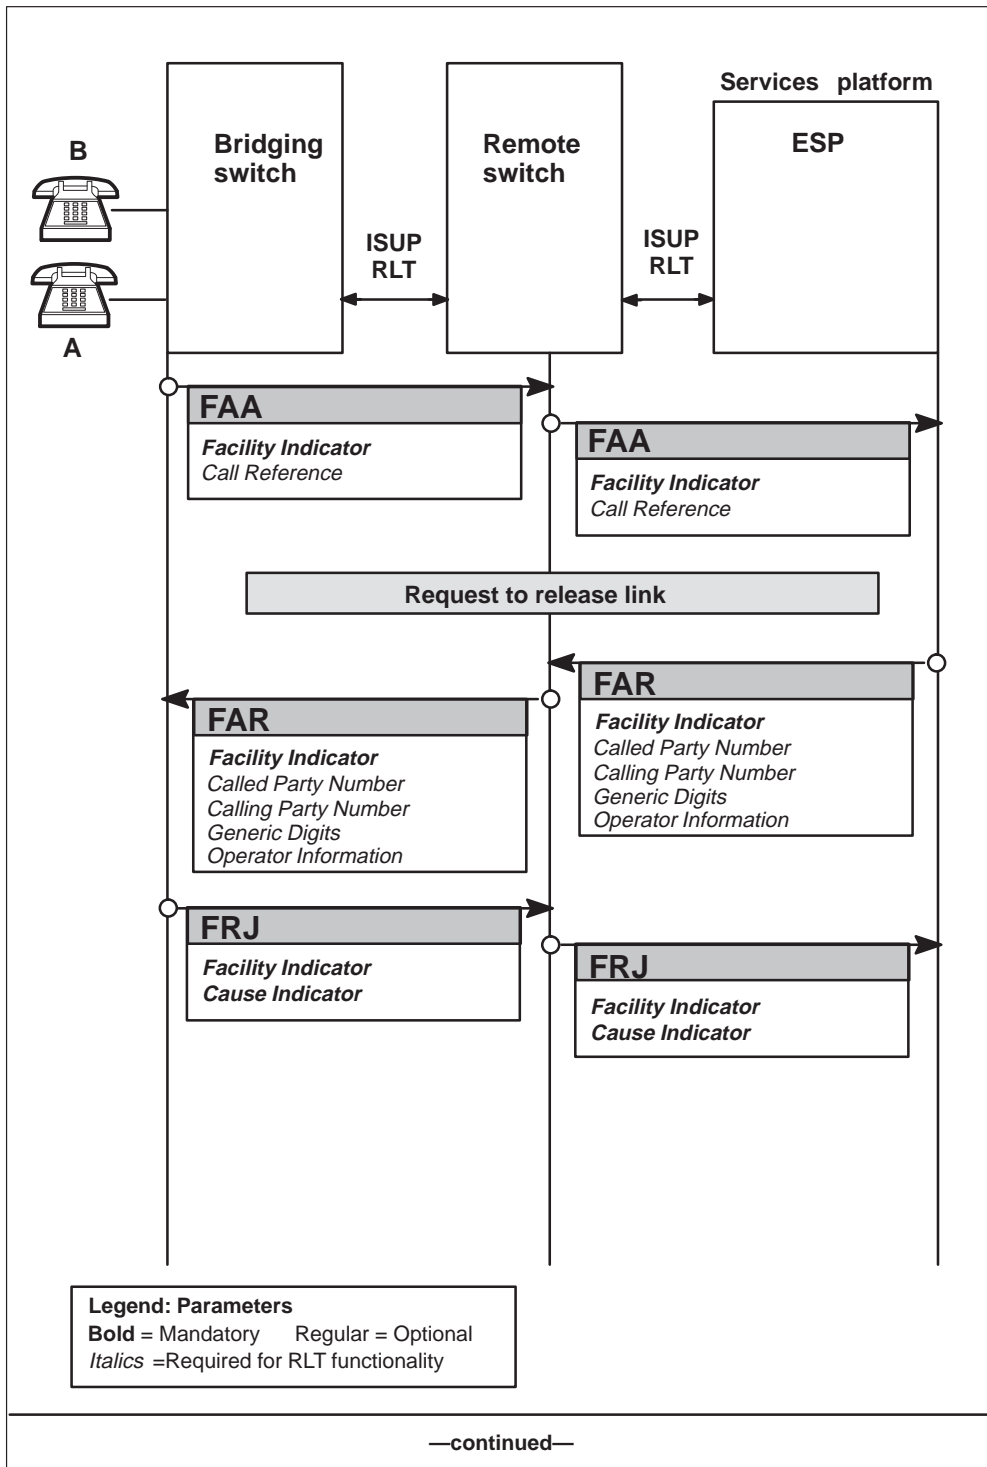 Services platform
Bridging
switch
Remote
switch
ESP
B
ISUP
RLT
ISUP
RLT
A
FAA
Facility Indicator
Call Reference
FAA
Facility Indicator
Call Reference
Request to release link
FAR
Facility Indicator
Called Party Number
Calling Party Number
Generic Digits
Operator Information
FAR
Facility Indicator
Called Party Number
Calling Party Number
Generic Digits
Operator Information
FRJ
Facility Indicator
Cause Indicator
FRJ
Facility Indicator
Cause Indicator
Legend: Parameters
Bold = Mandatory Regular = Optional
Italics =Required for RLT functionality
—continued—